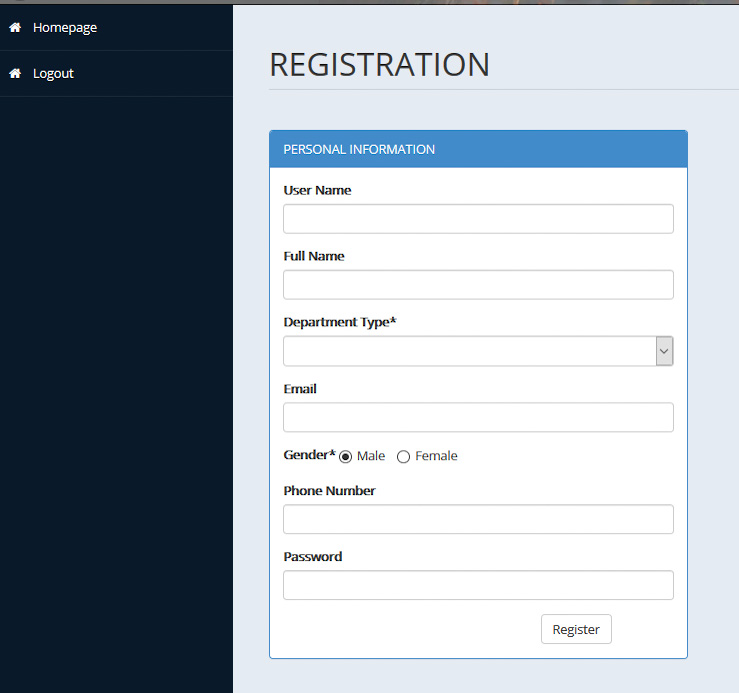 Homepage
Logout
REGISTRATION
PERSONAL INFORMATION
User Name
Full Name
Department Type*
Email
Gender* Male Female
Phone Number
Password
Register